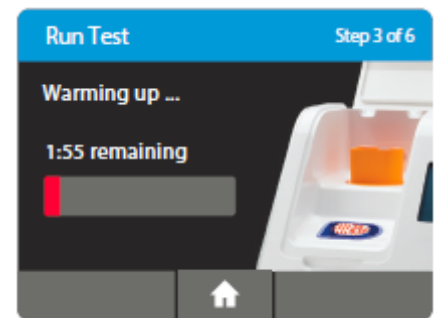 Run Test
Step 3 of 6
Warming up ...
1:55 remaining